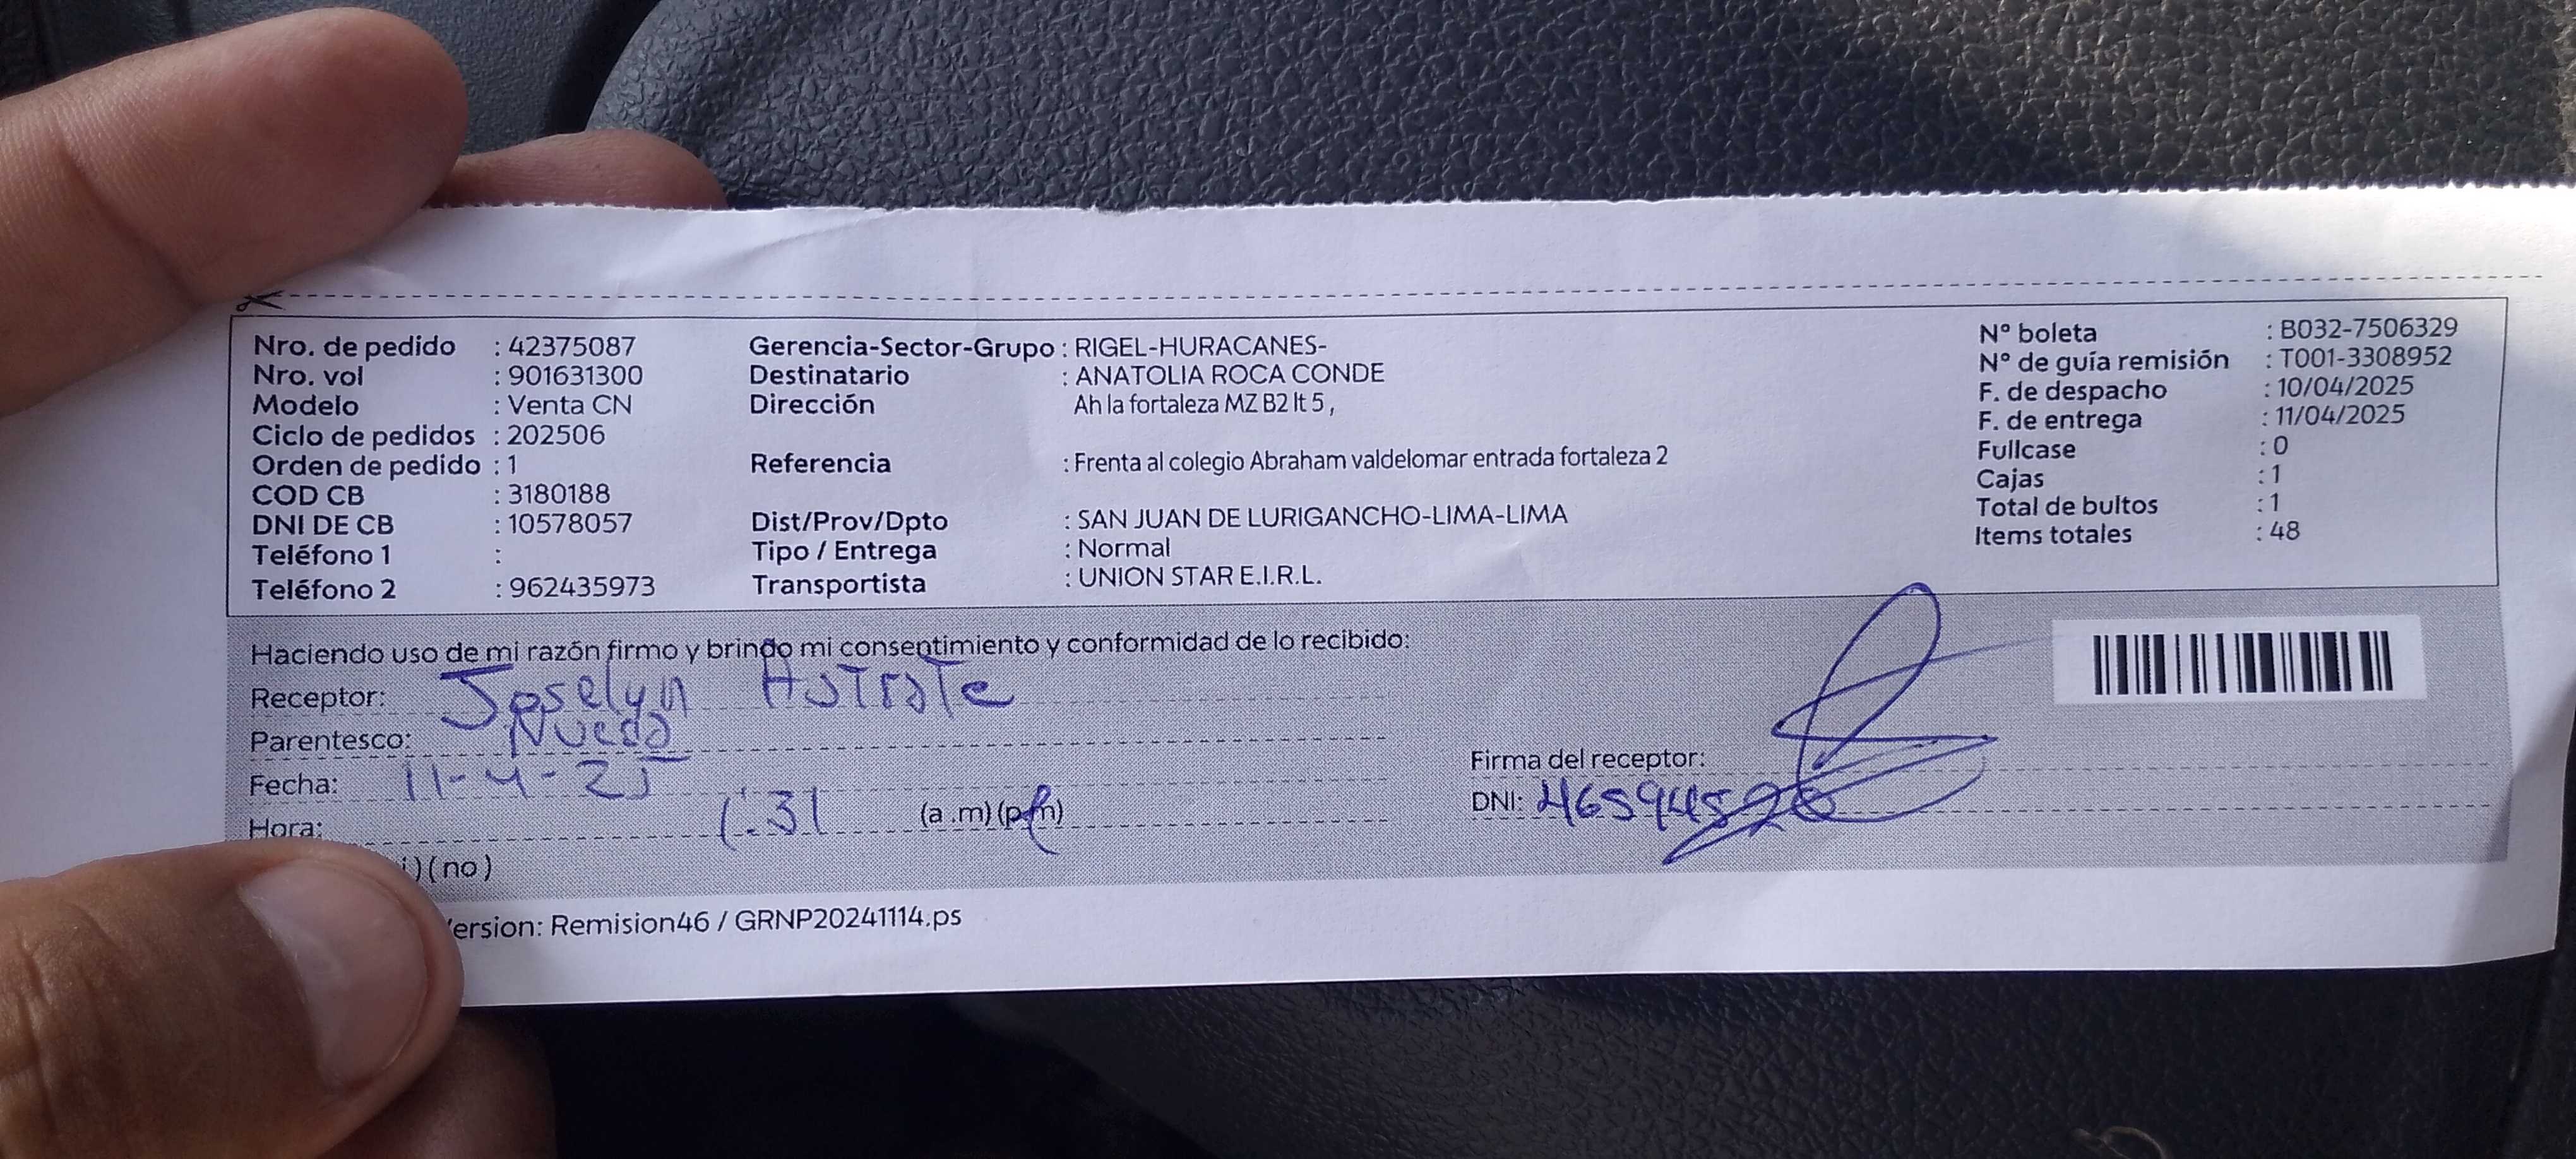 Nro. de pedido : 42375087
Nro. vol : 901631300
Modelo : Venta CN
Ciclo de pedidos : 202506
Orden de pedido : 1
COD CB : 3180188
DNI DE CB : 10578057
Teléfono 1 :
Teléfono 2 : 962435973
Gerencia-Sector-Grupo : RIGEL-HURACANES-
Destinatario : ANATOLIA ROCA CONDE
Dirección Ah la fortaleza MZ B2 lt 5 ,
Referencia : Frenta al colegio Abraham valdelomar entrada fortaleza 2
Dist/Prov/Dpto : SAN JUAN DE LURIGANCHO-LIMA-LIMA
Tipo / Entrega : Normal
Transportista : UNION STAR E.I.R.L.
N° boleta : B032-7506329
N° de guía remisión : T001-3308952
F. de despacho : 10/04/2025
F. de entrega : 11/04/2025
Fullcase : 0
Cajas : 1
Total de bultos : 1
Items totales : 48
Haciendo uso de mi razón firmo y brindo mi consentimiento y conformidad de lo recibido:
Receptor: Joselyn Astrate
Parentesco: Nuera
Fecha: 11-4-25
Hora: 1:31 (a .m) (p.m)
i) ( no )
Firma del receptor:
DNI:
ersion: Remision46 / GRNP20241114.ps